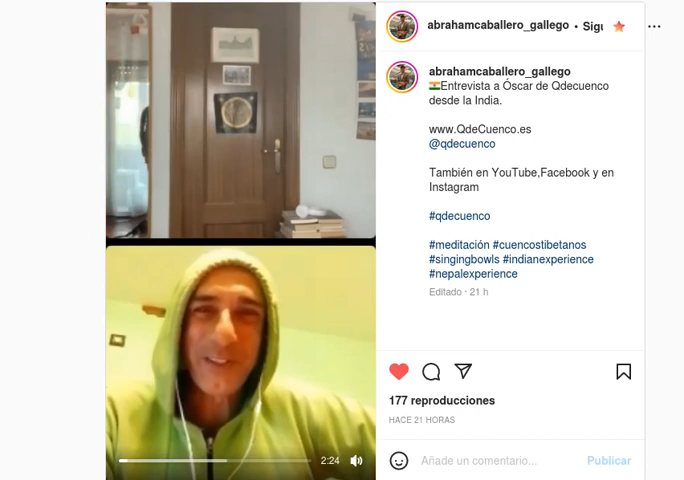 abrahamcaballero_gallego • Sigu
abrahamcaballero_gallego
Entrevista a Óscar de Qdecuenco
desde la India.
www.QdeCuenco.es
@qdecuenco
También en YouTube,Facebook y en
Instagram
#qdecuenco
#meditación #cuencostibetanos
#singingbowls #indianexperience
#nepalexperience
Editado · 21 h
177 reproducciones
HACE 21 HORAS
2:24
Añade un comentario... Publicar